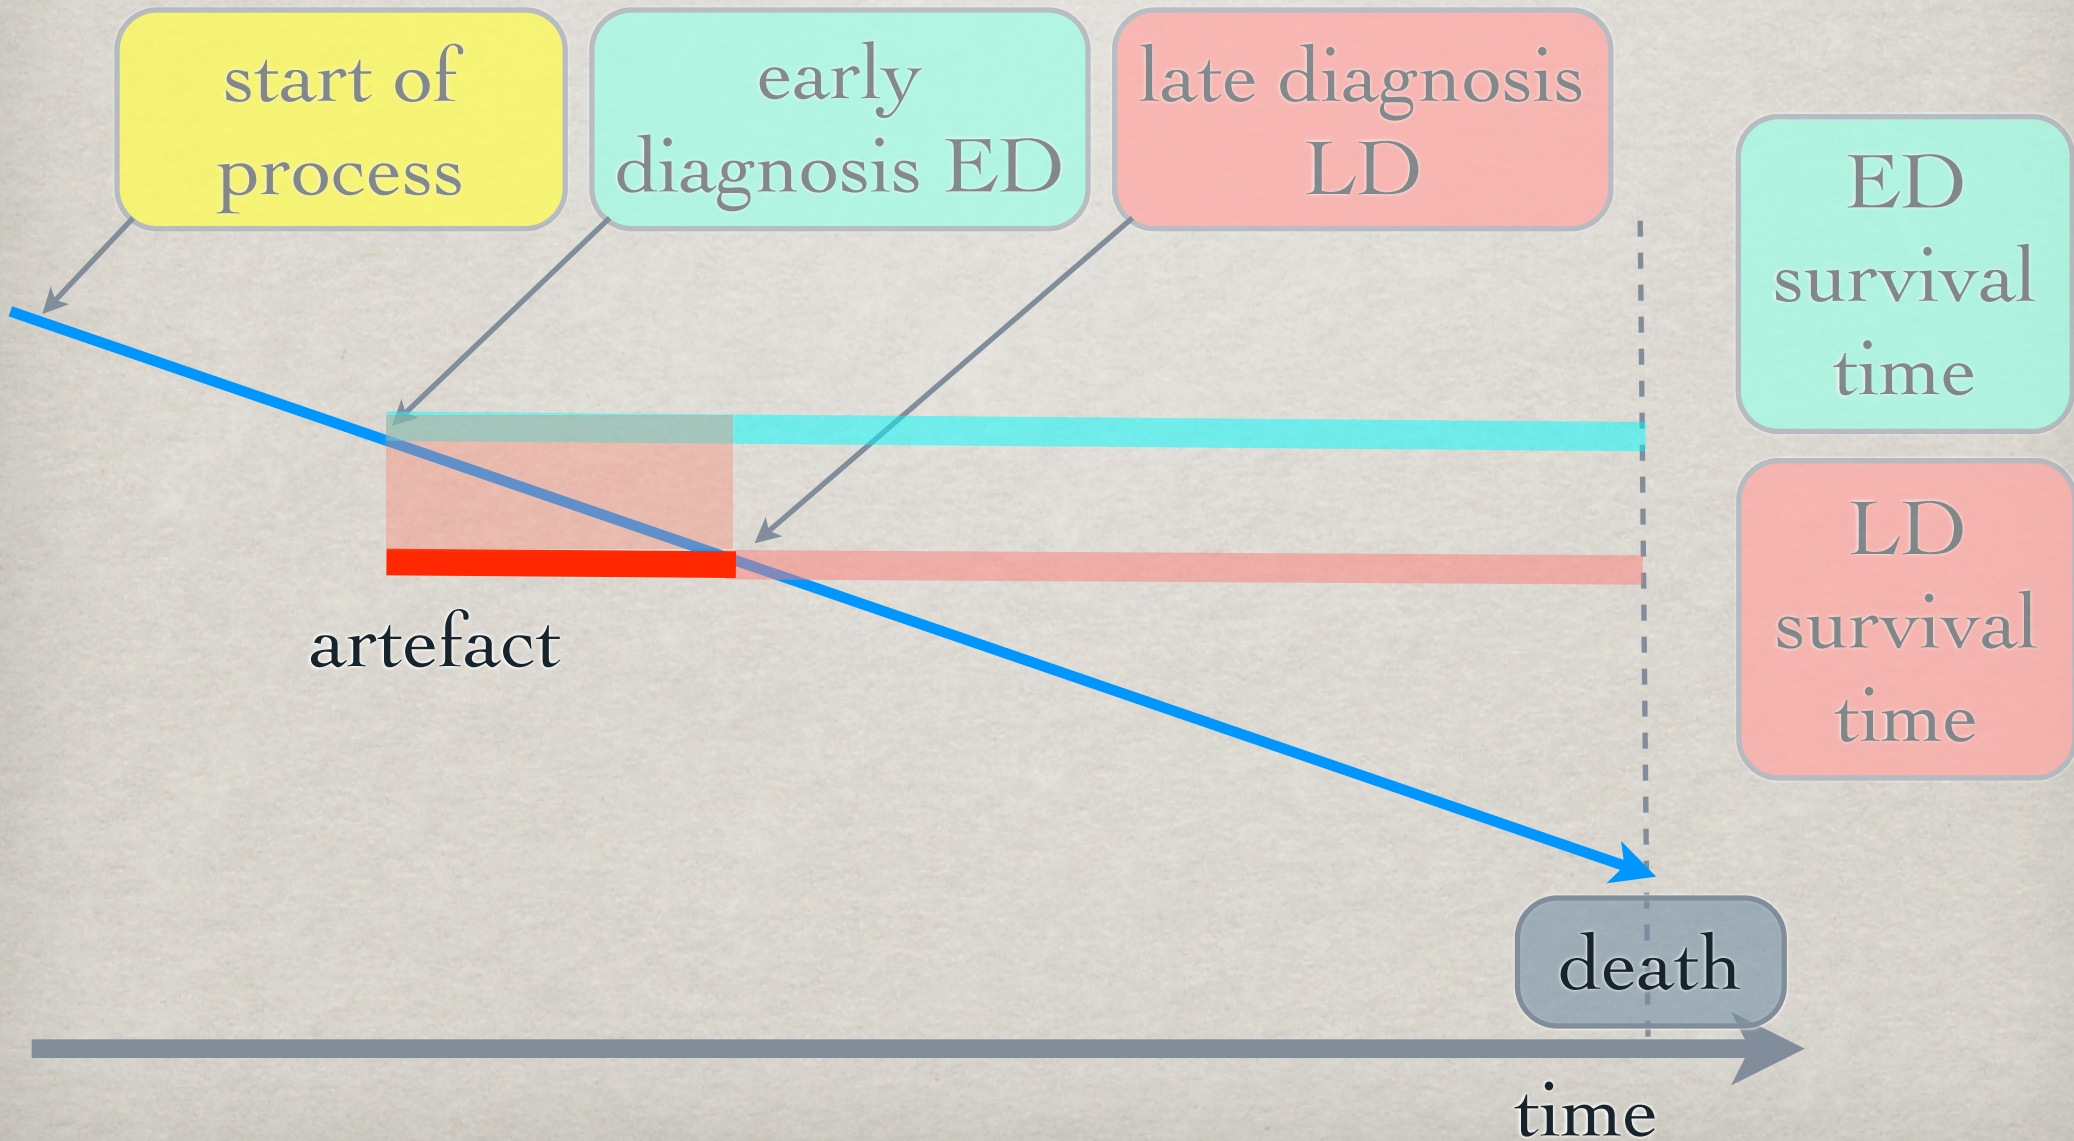 start of
process
early
diagnosis ED
late diagnosis
LD
ED
survival
time
LD
survival
time
artefact
death
time